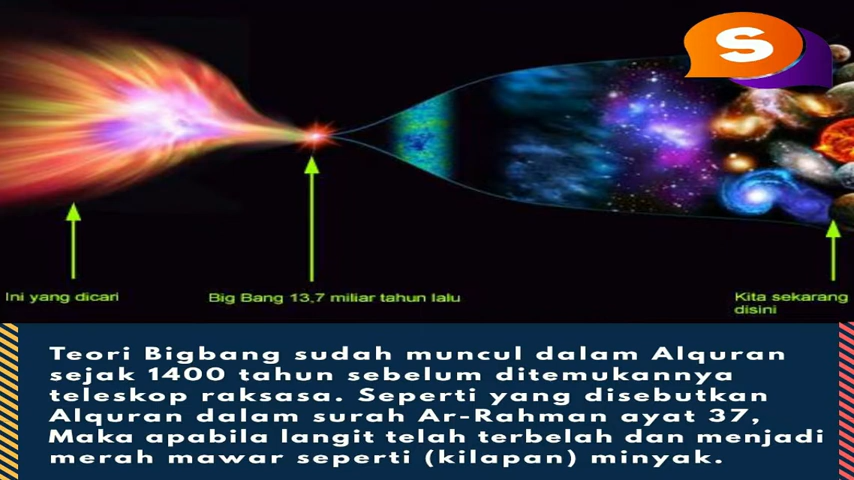 S
Ini yang dicari
Big Bang 13,7 miliar tahun lalu
Kita sekarang
disini
Teori Bigbang sudah muncul dalam Alquran
sejak 1400 tahun sebelum ditemukannya
teleskop raksasa. Seperti yang disebutkan
Alquran dalam surah Ar-Rahman ayat 37,
Maka apabila langit telah terbelah dan menjadi
merah mawar seperti (kilapan) minyak.